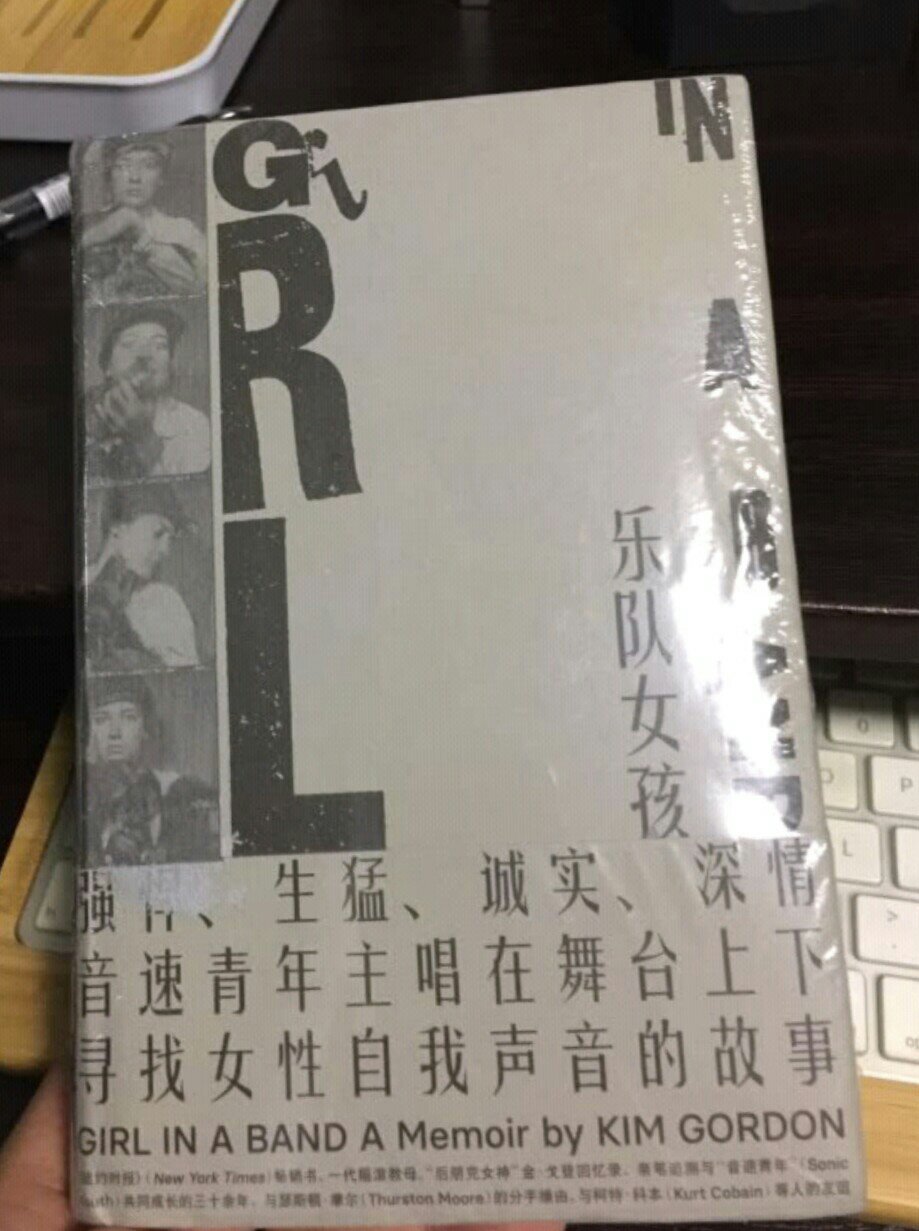 GIRL
IN
A
乐队女孩
强悍、生猛、诚实、深情
音速青年主唱在舞台上下
寻找女性自我声音的故事
GIRL IN A BAND A Memoir by KIM GORDON
纽约时报》(New York Times)畅销书,一代摇滚教母、“后朋克女神”金·戈登回忆录,亲笔追溯与“音速青年”(Sonic
Youth)共同成长的三十余年,与瑟斯顿·摩尔(Thurston Moore)的分手缘由,与柯特·科本(Kurt Cobain)等人的友谊
P
L